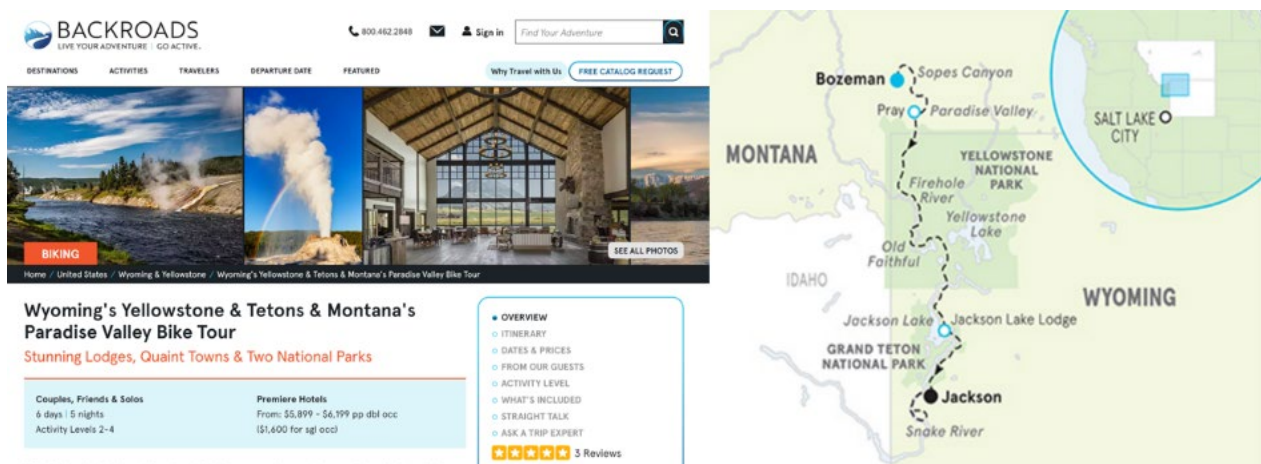 BACKROADS
LIVE YOUR ADVENTURE | GO ACTIVE.
800.462.2848
Sign in
Find Your Adventure
DESTINATIONS ACTIVITIES TRAVELERS DEPARTURE DATE FEATURED
Why Travel with Us
FREE CATALOG REQUEST
BIKING
SEE ALL PHOTOS
Home / United States / Wyoming & Yellowstone / Wyoming's Yellowstone & Tetons & Montana's Paradise Valley Bike Tour
Wyoming's Yellowstone & Tetons & Montana's
Paradise Valley Bike Tour
Stunning Lodges, Quaint Towns & Two National Parks
Couples, Friends & Solos
6 days | 5 nights
Activity Levels 2-4
Premiere Hotels
From: $5,899 - $6,199 pp dbl occ
($1,600 for sgl occ)
OVERVIEW
ITINERARY
DATES & PRICES
FROM OUR GUESTS
ACTIVITY LEVEL
WHAT'S INCLUDED
STRAIGHT TALK
ASK A TRIP EXPERT
3 Reviews
Bozeman
Sopes Canyon
Pray
Paradise Valley
MONTANA
YELLOWSTONE
NATIONAL
PARK
Firehole
River
Yellowstone
Lake
Old
Faithful
IDAHO
WYOMING
Jackson Lake
Jackson Lake Lodge
GRAND TETON
NATIONAL PARK
Jackson
Snake River
SALT LAKE
CITY